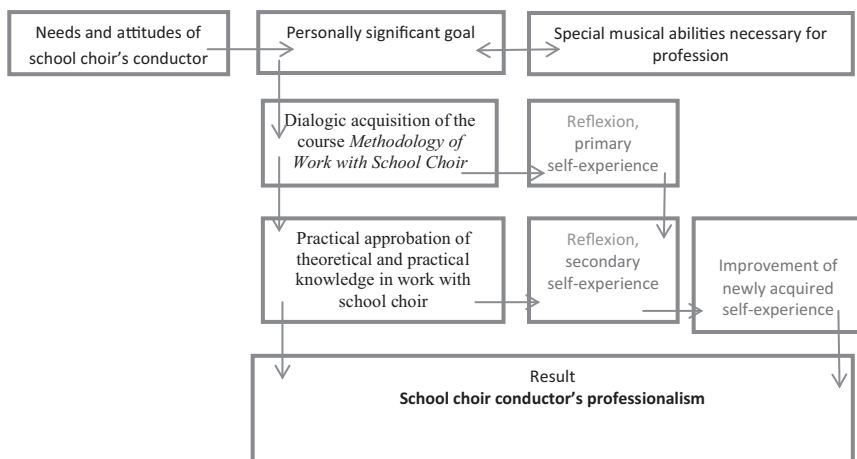 Needs and attitudes of
school choir's conductor
Personally significant goal
Special musical abilities necessary for
profession
Dialogic acquisition of the
course Methodology of
Work with School Choir
Reflexion,
primary
self-experience
Practical approbation of
theoretical and practical
knowledge in work with
school choir
Reflexion,
secondary
self-experience
Improvement of
newly acquired
self-experience
Result
School choir conductor's professionalism